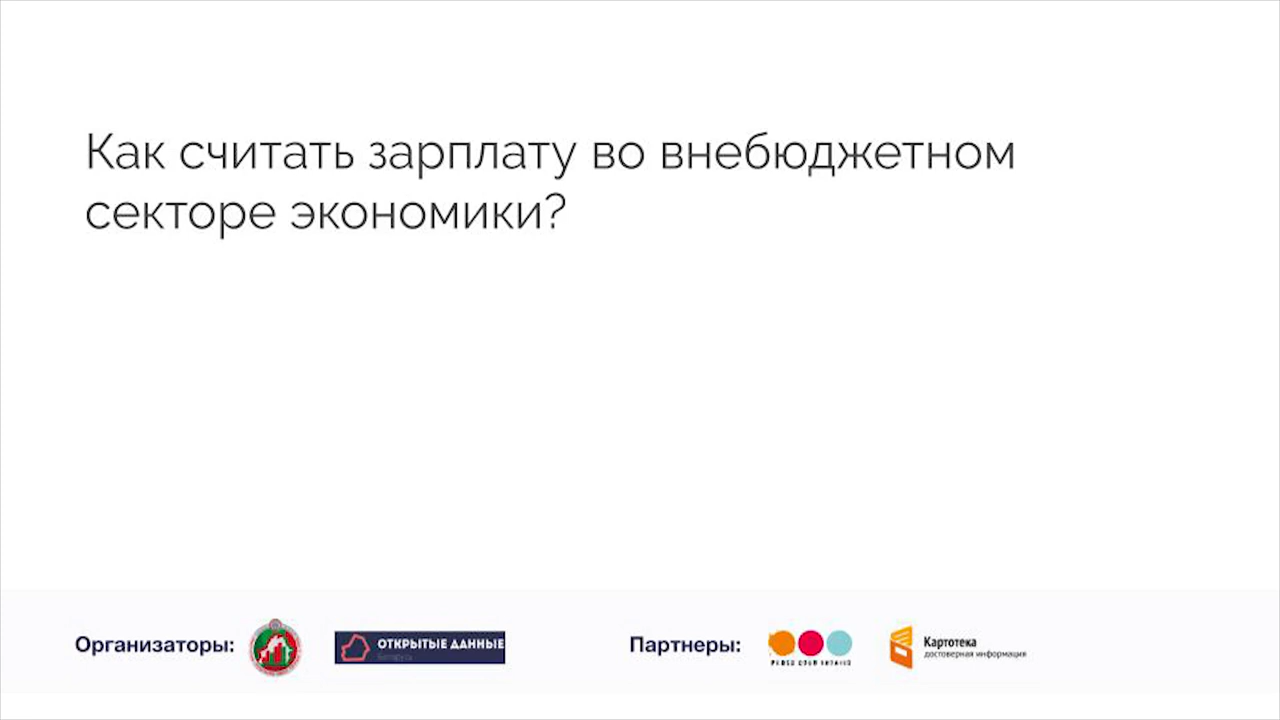 Как считать зарплату во внебюджетном
секторе экономики?
Организаторы:
ОТКРЫТЫЕ ДАННЫЕ
Партнеры:
Картотека
достоверная информация